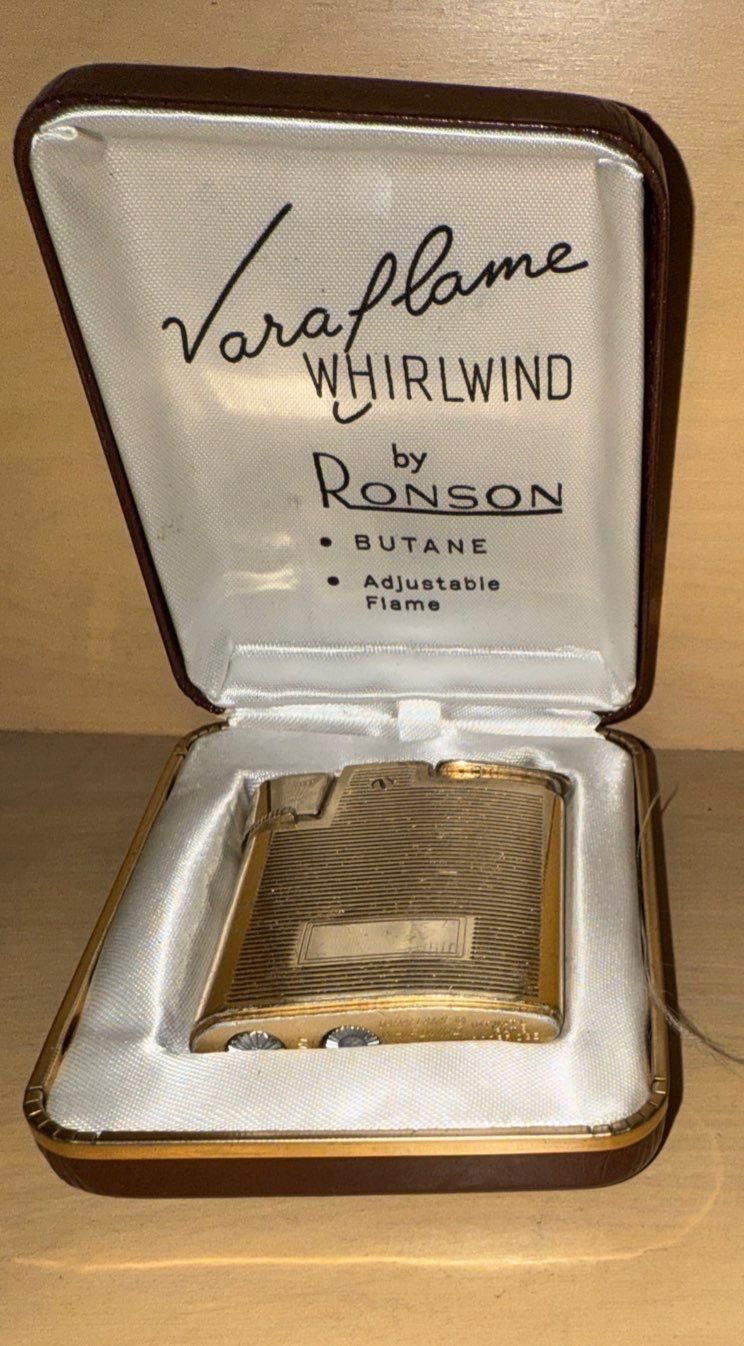 Varaflame
WHIRLWIND
by
RONSON
• BUTANE
• Adjustable
Flame